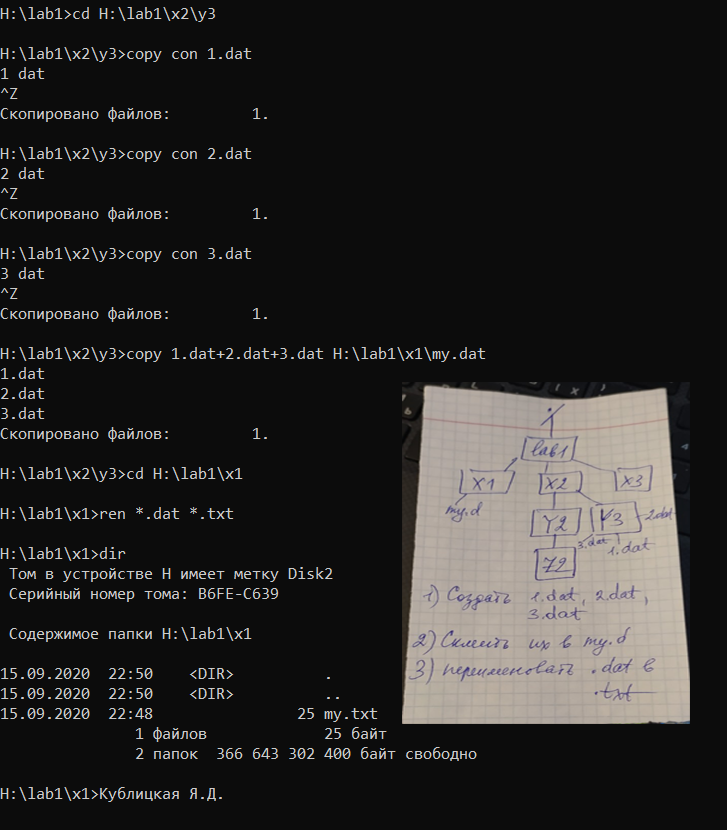 H:\lab1>cd H:\lab1\x2\y3
H:\lab1\x2\y3>copy con 1.dat
1 dat
^Z
Скопировано файлов:         1.
H:\lab1\x2\y3>copy con 2.dat
2 dat
^Z
Скопировано файлов:         1.
H:\lab1\x2\y3>copy con 3.dat
3 dat
^Z
Скопировано файлов:         1.
H:\lab1\x2\y3>copy 1.dat+2.dat+3.dat H:\lab1\x1\my.dat
1.dat
2.dat
3.dat
Скопировано файлов:         1.
H:\lab1\x2\y3>cd H:\lab1\x1
H:\lab1\x1>ren *.dat *.txt
H:\lab1\x1>dir
Том в устройстве H имеет метку Disk2
Серийный номер тома: B6FE-C639
Содержимое папки H:\lab1\x1
15.09.2020  22:50    <DIR>          .
15.09.2020  22:50    <DIR>          ..
15.09.2020  22:48                25 my.txt
1 файлов             25 байт
2 папок  366 643 302 400 байт свободно
H:\lab1\x1>Кублицкая Я.Д.
lab1
X1 X2 X3
my.d
Y2 Y3 2.dat
3.dat 1.dat
Z2
1) Создать 1.dat, 2.dat,
3.dat
2) Склеить их в my.d
3) переименовать .dat в
.txt